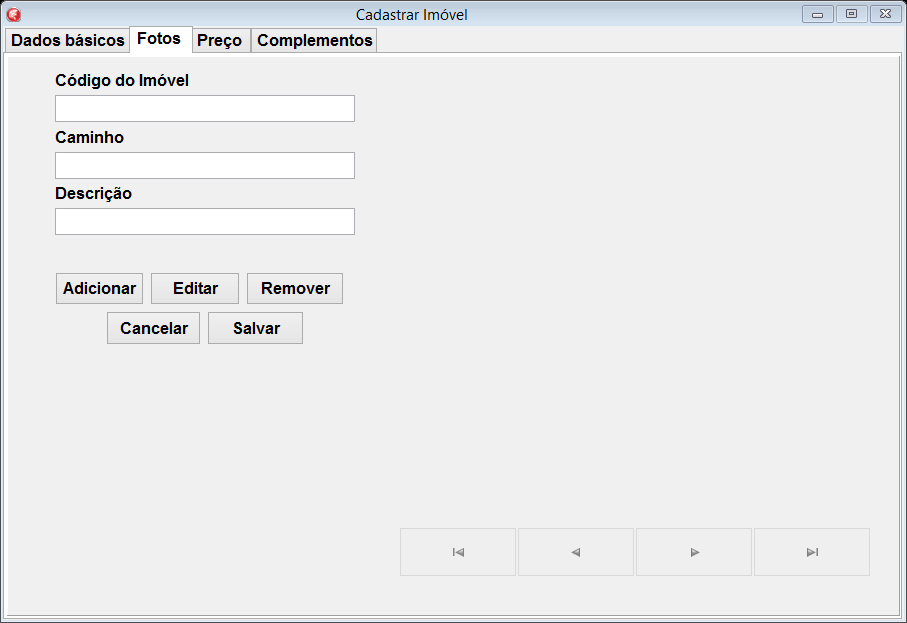 Cadastrar Imóvel
Dados básicos Fotos Preço Complementos
Código do Imóvel
Caminho
Descrição
Adicionar Editar Remover
Cancelar Salvar